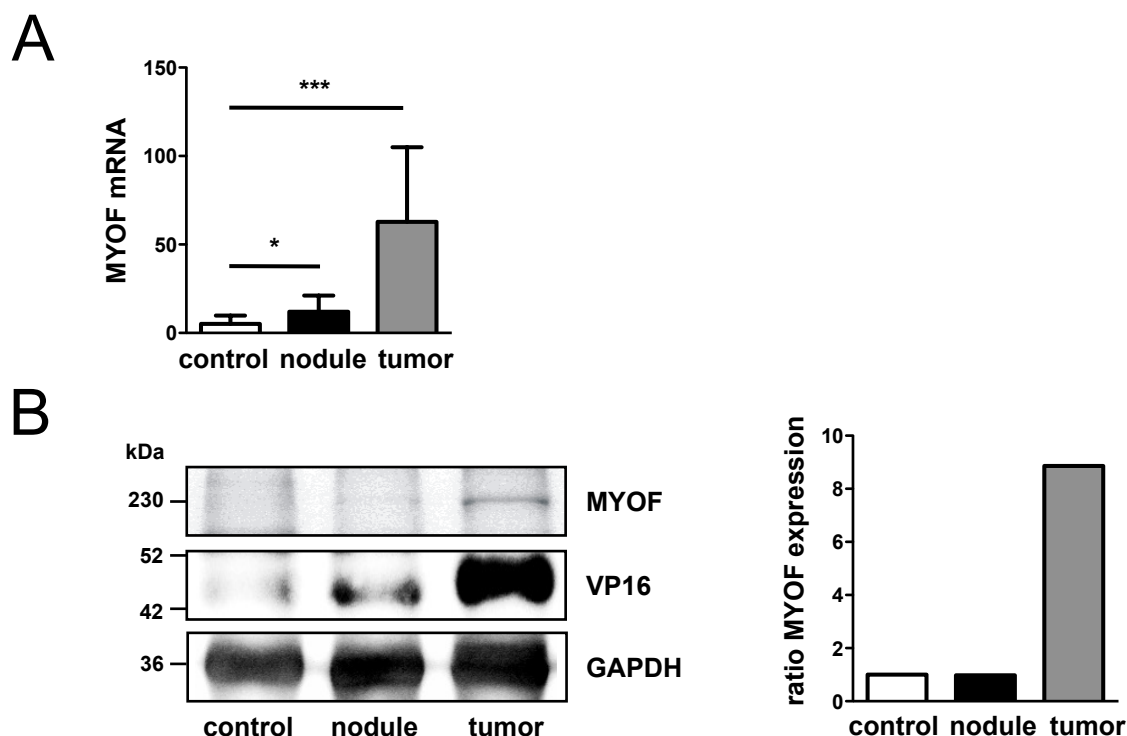 A
150
***
100
MYOF mRNA
50
*
0
control nodule tumor
B
kDa
230
MYOF
52
VP16
42
36
GAPDH
control nodule tumor
10
8
ratio MYOF expression
6
4
2
0
control nodule tumor